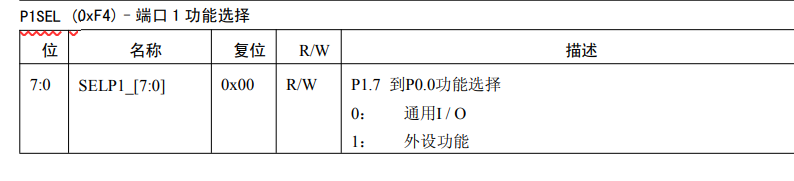 P1SEL (0xF4) - 端口 1 功能选择
位 名称 复位 R/W 描述
7:0 SELP1_[7:0] 0x00 R/W P1.7 到P0.0功能选择
0: 通用I / O
1: 外设功能